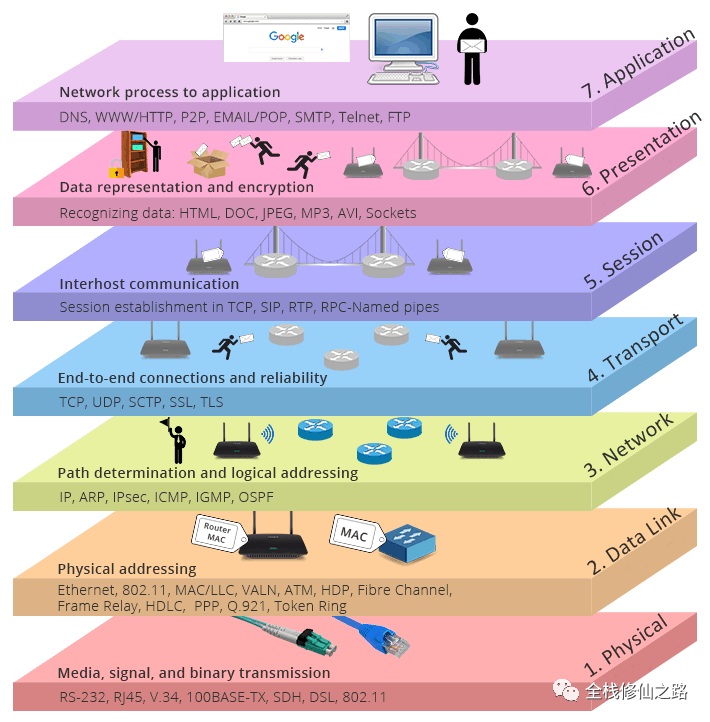 Google
7. Application
Network process to application
DNS, WWW/HTTP, P2P, EMAIL/POP, SMTP, Telnet, FTP
6. Presentation
Data representation and encryption
Recognizing data: HTML, DOC, JPEG, MP3, AVI, Sockets
5. Session
Interhost communication
Session establishment in TCP, SIP, RTP, RPC-Named pipes
4. Transport
End-to-end connections and reliability
TCP, UDP, SCTP, SSL, TLS
3. Network
Path determination and logical addressing
IP, ARP, IPsec, ICMP, IGMP, OSPF
Router
MAC
MAC
2. Data Link
Physical addressing
Ethernet, 802.11, MAC/LLC, VALN, ATM, HDP, Fibre Channel,
Frame Relay, HDLC, PPP, Q.921, Token Ring
1. Physical
Media, signal, and binary transmission
RS-232, RJ45, V.34, 100BASE-TX, SDH, DSL, 802.11
全栈修仙之路